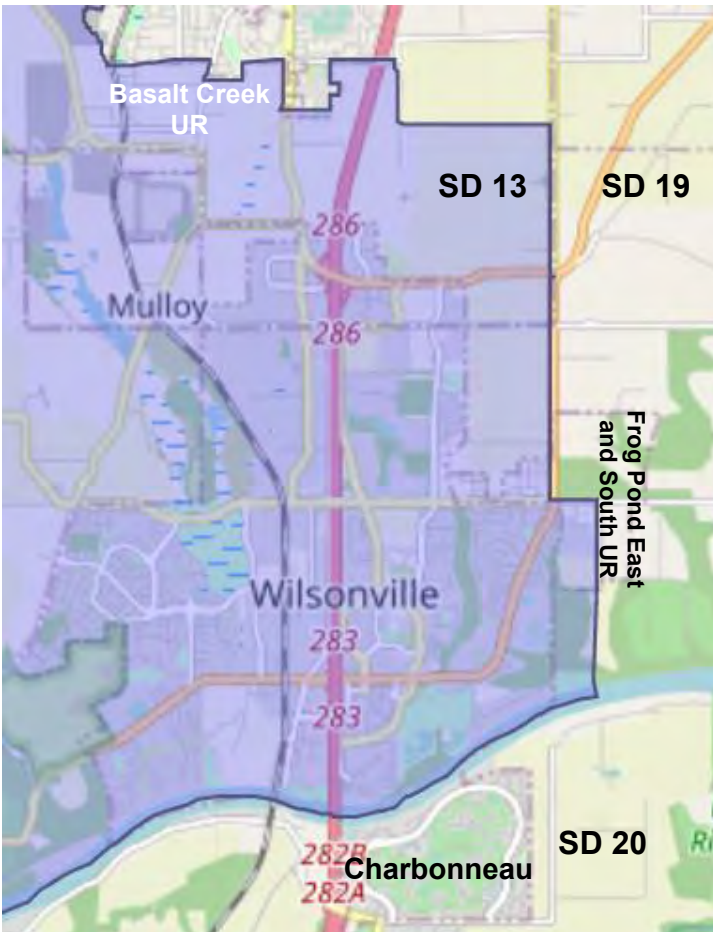 Basalt Creek
UR
SD 13
SD 19
286
Mulloy
286
Frog Pond East
and South UR
Wilsonville
283
283
282B
282A
Charbonneau
SD 20
Ri